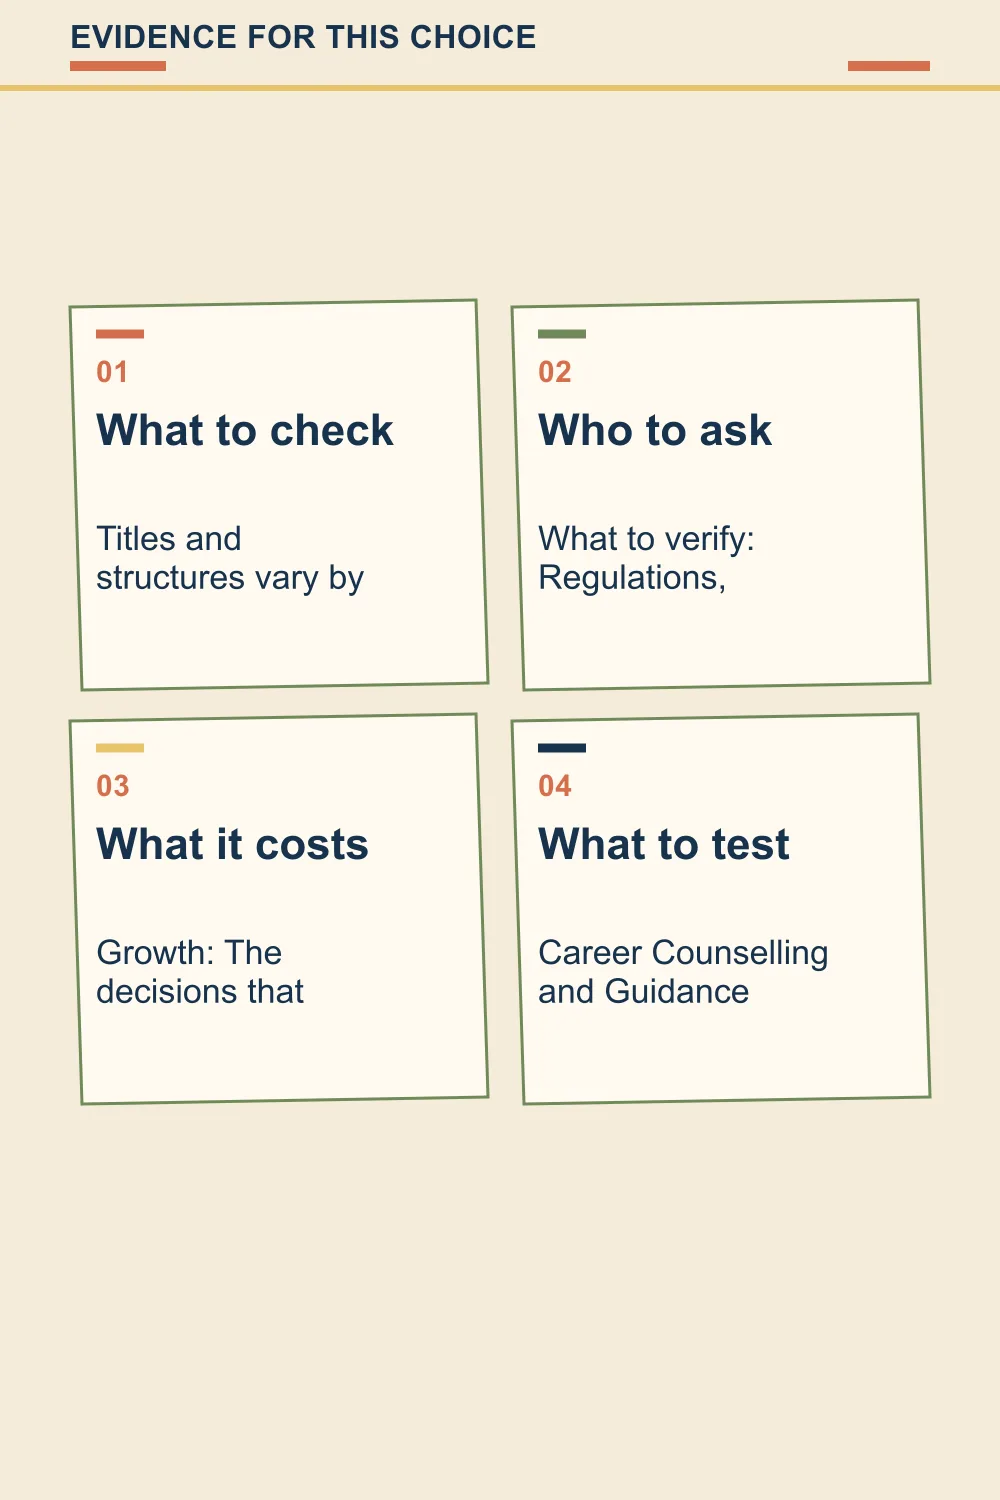 EVIDENCE FOR THIS CHOICE
01
What to check
Titles and
structures vary by
02
Who to ask
What to verify:
Regulations,
03
What it costs
Growth: The
decisions that
04
What to test
Career Counselling
and Guidance